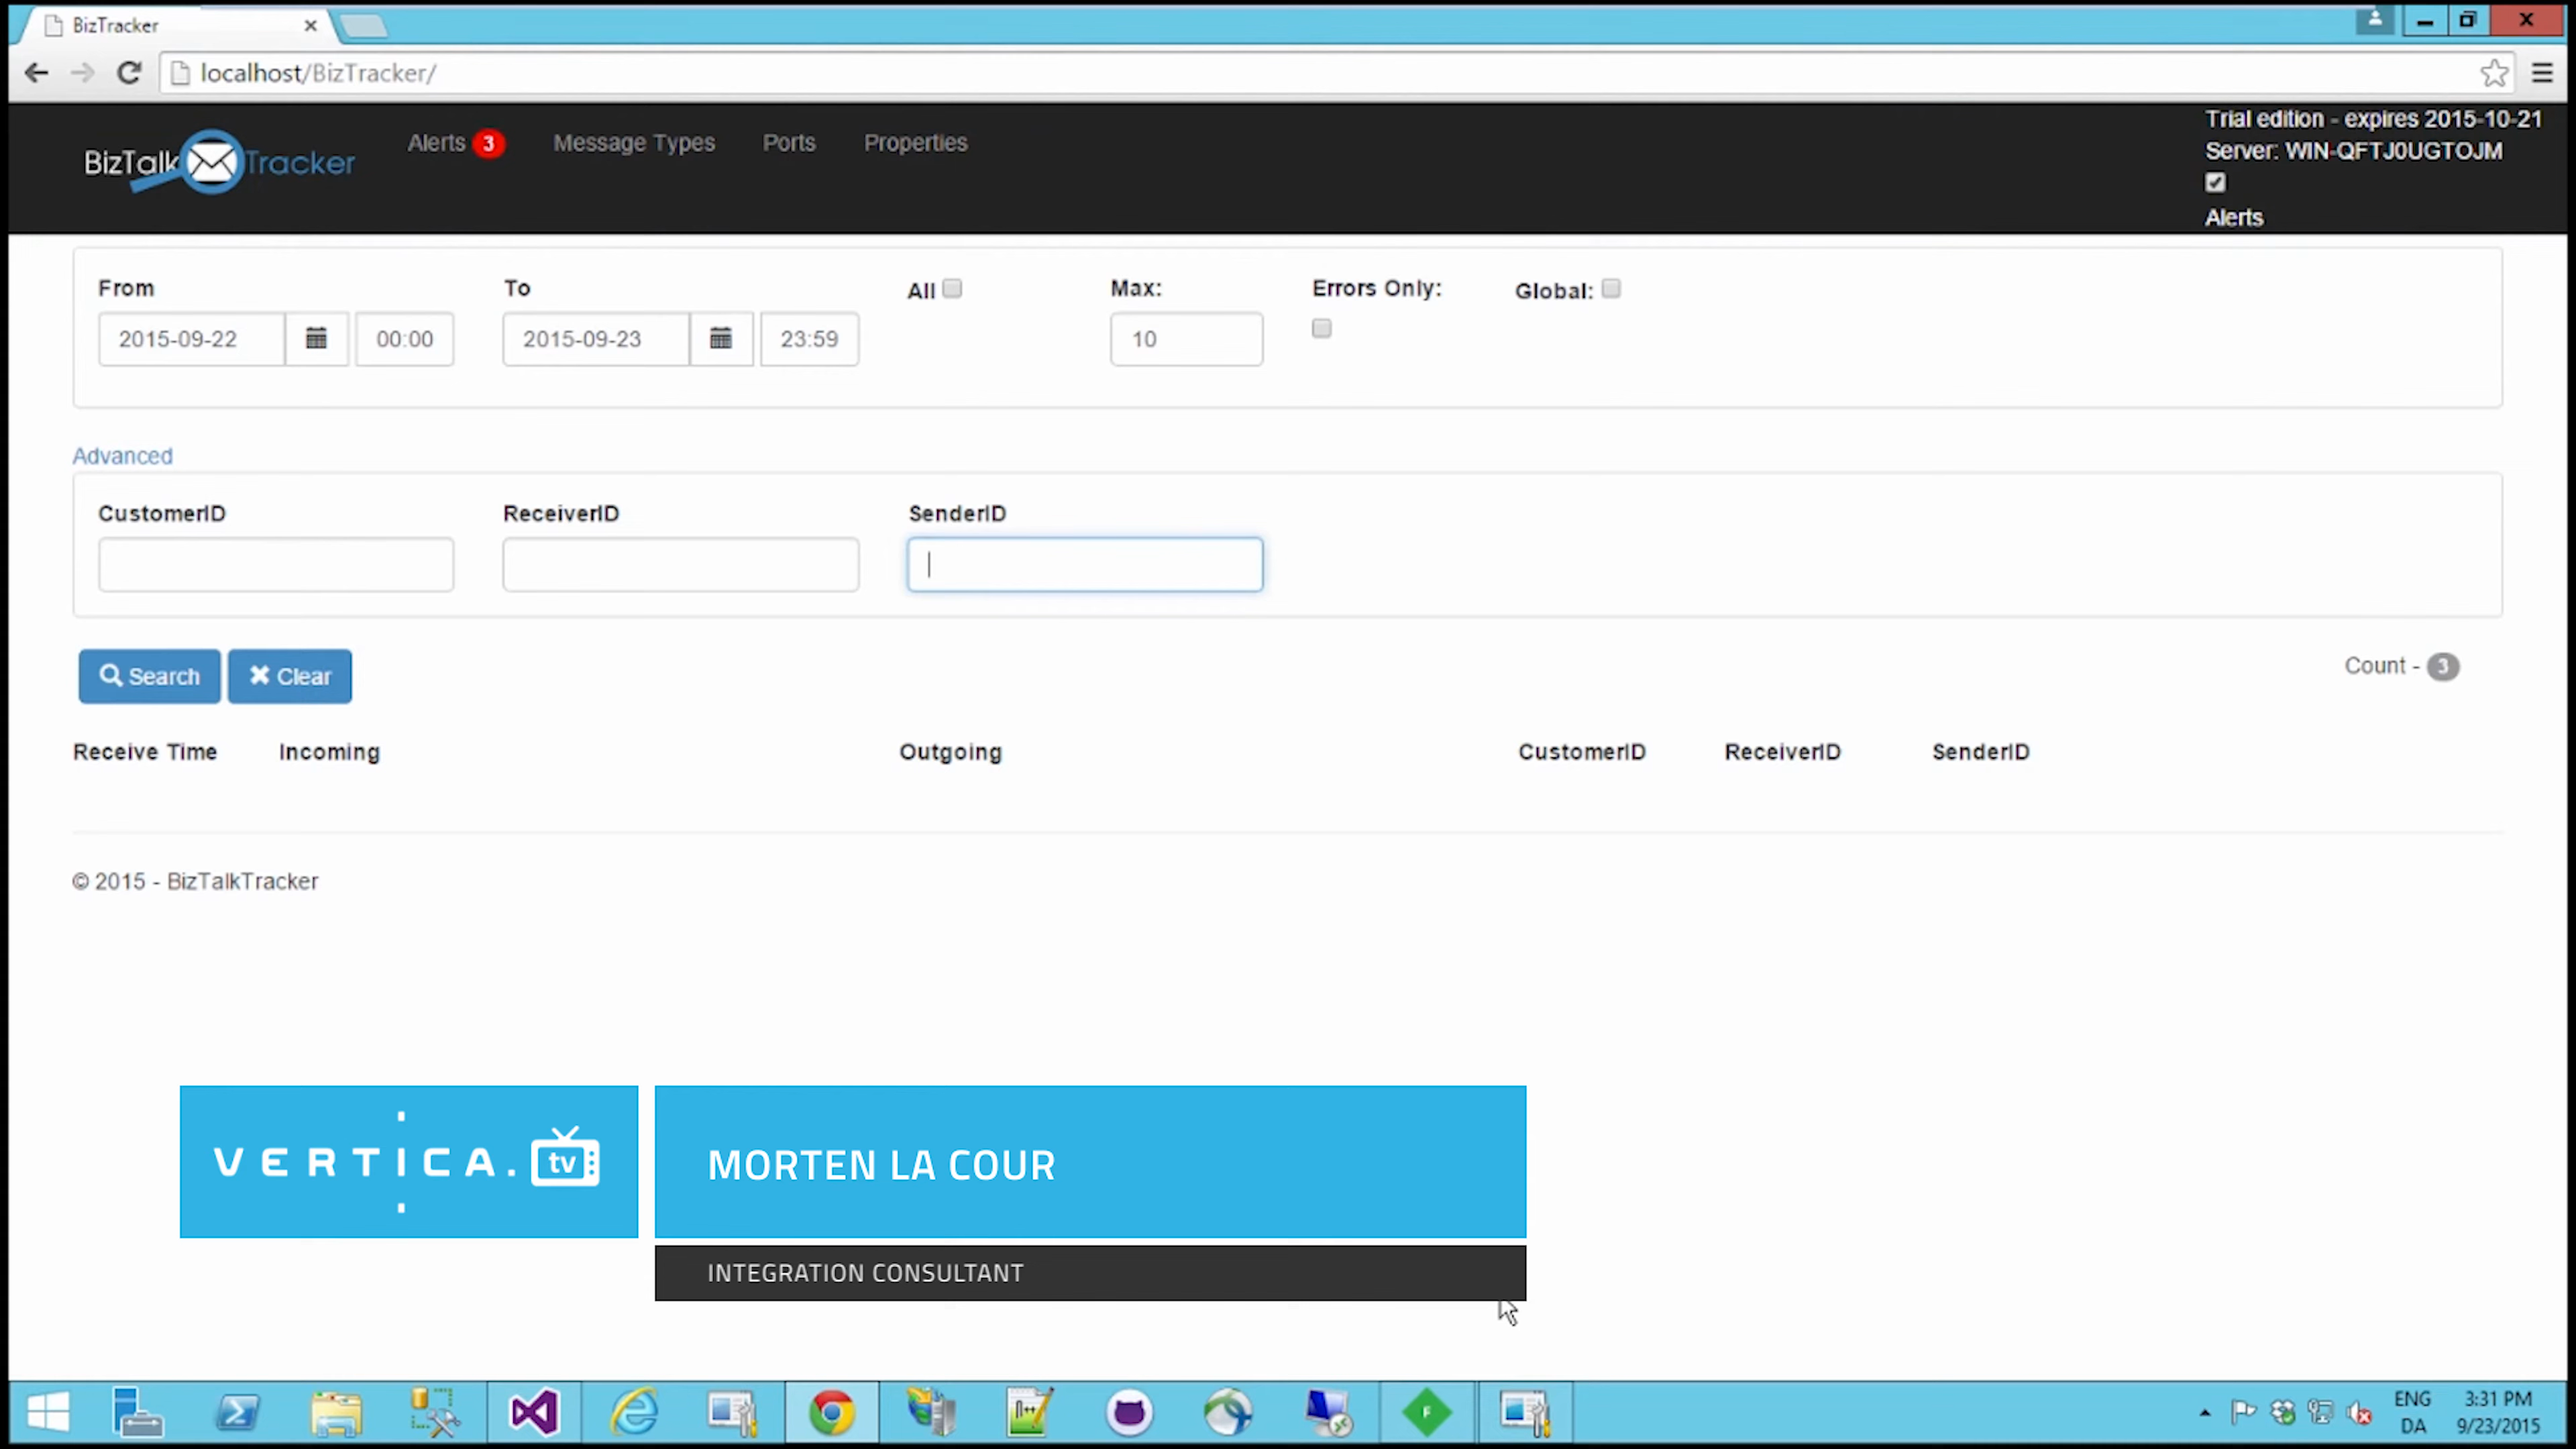 BizTracker
localhost/BizTracker/
BizTalk Tracker
Alerts 3 Message Types Ports Properties
Trial edition - expires 2015-10-21
Server: WIN-QFTJ0UGTOJM
Alerts
From To All Max: Errors Only: Global:
2015-09-22 00:00 2015-09-23 23:59 10
Advanced
CustomerID ReceiverID SenderID
Search Clear Count - 3
Receive Time Incoming Outgoing CustomerID ReceiverID SenderID
© 2015 - BizTalkTracker
VERTICA. tv
MORTEN LA COUR
INTEGRATION CONSULTANT
ENG 3:31 PM
DA 9/23/2015